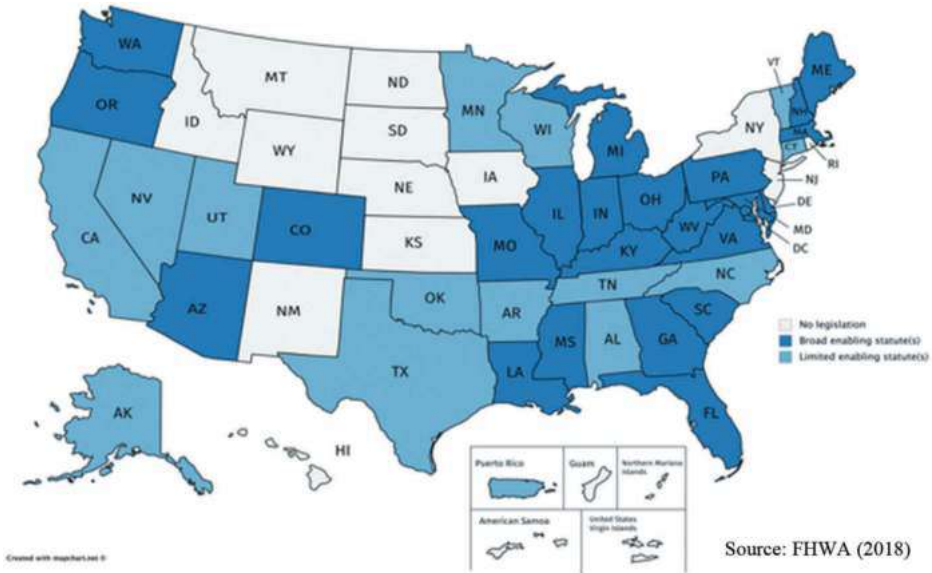 WA
MT
ND
VT
ME
OR
MN
NH
ID
SD
WI
NY
MA
WY
MI
CT
RI
IA
PA
NJ
NE
NV
OH
DE
UT
IL
IN
CA
CO
WV
MD
KS
MO
VA
DC
KY
NC
TN
AZ
OK
NM
AR
SC
MS
AL
GA
No legislation
Broad enabling statute(s)
Limited enabling statute(s)
TX
LA
AK
FL
HI
Puerto Rico
Guam
Northern Mariana
Islands
American Samoa
United States
Virgin Islands
Source: FHWA (2018)
Created with mapchart.net ©